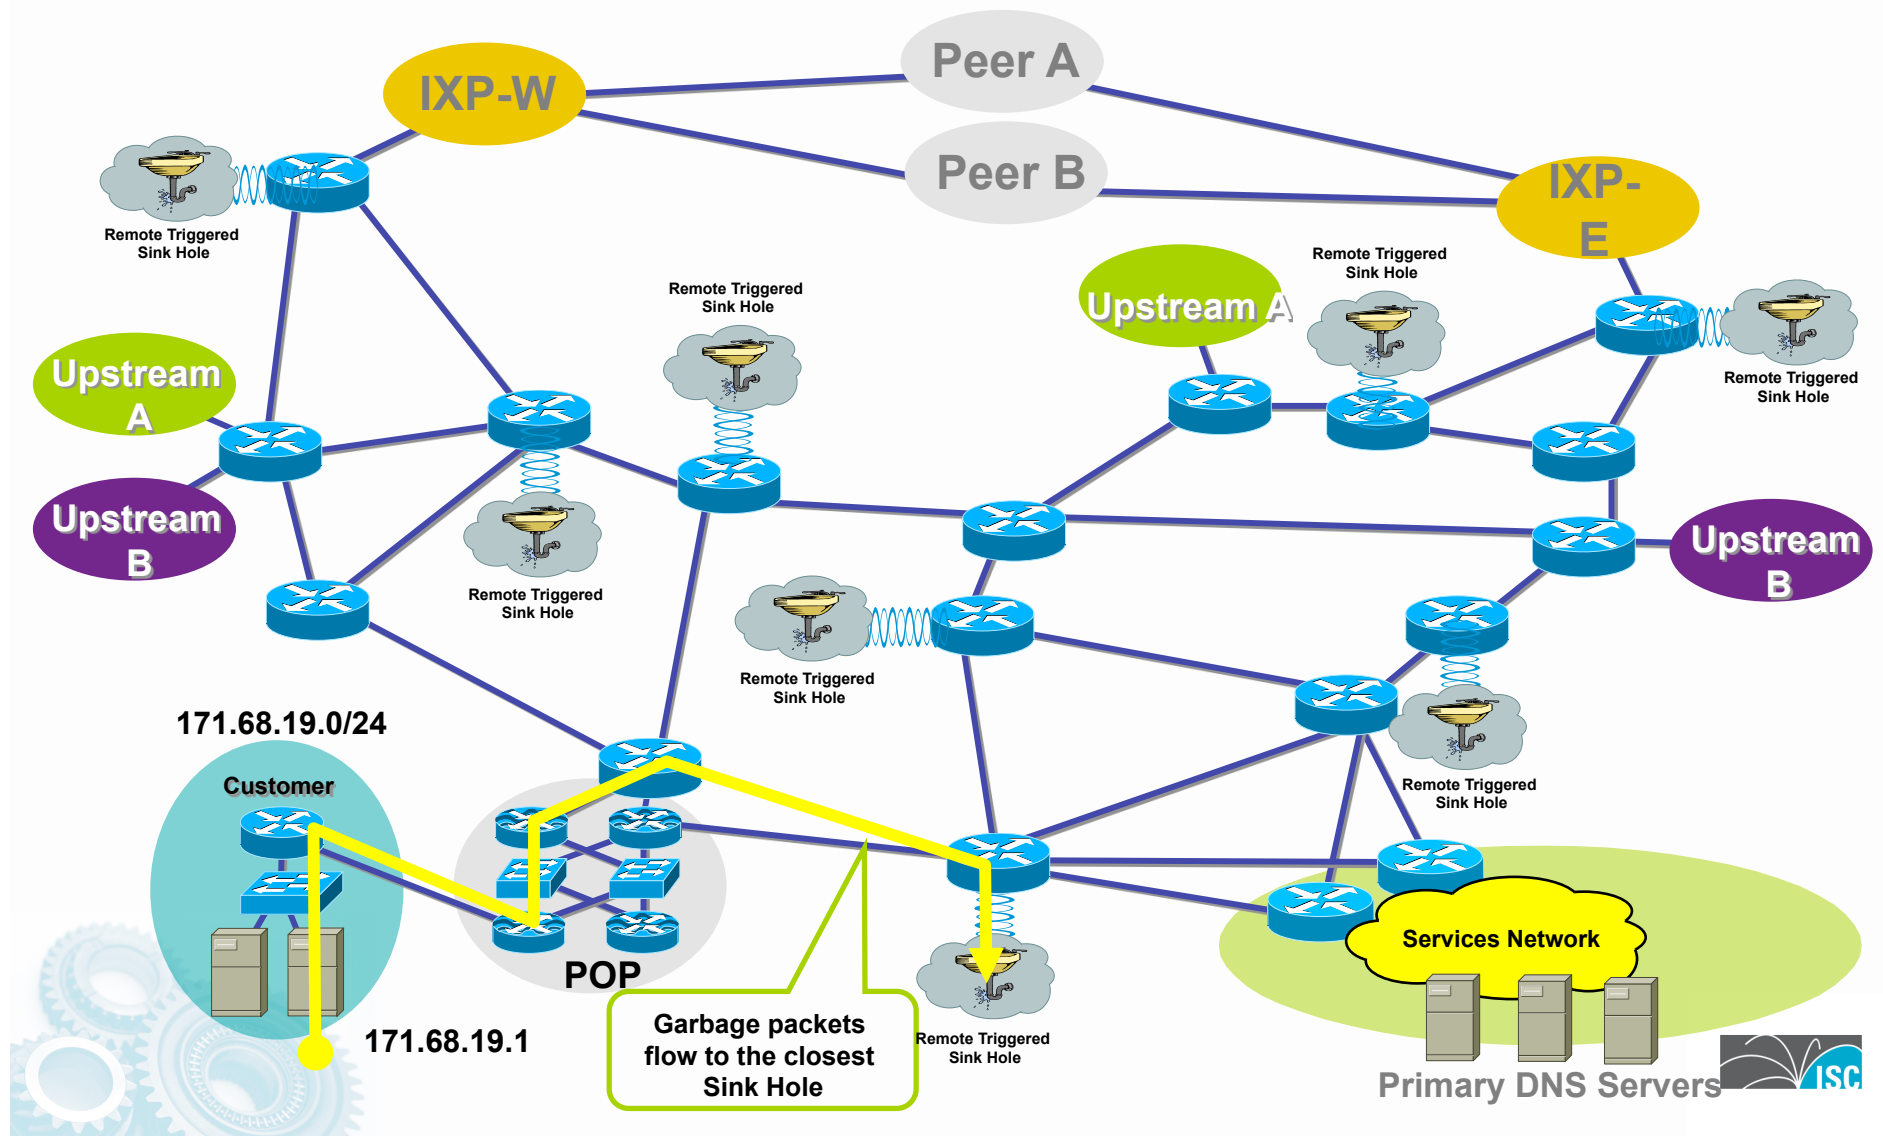 Peer A
IXP-W
Peer B
IXP-
E
Remote Triggered
Sink Hole
Remote Triggered
Sink Hole
Remote Triggered
Sink Hole
Upstream A
Remote Triggered
Sink Hole
Upstream
A
Upstream
B
Upstream
B
Remote Triggered
Sink Hole
Remote Triggered
Sink Hole
Remote Triggered
Sink Hole
171.68.19.0/24
Customer
POP
171.68.19.1
Garbage packets
flow to the closest
Sink Hole
Remote Triggered
Sink Hole
Services Network
Primary DNS Servers
ISC